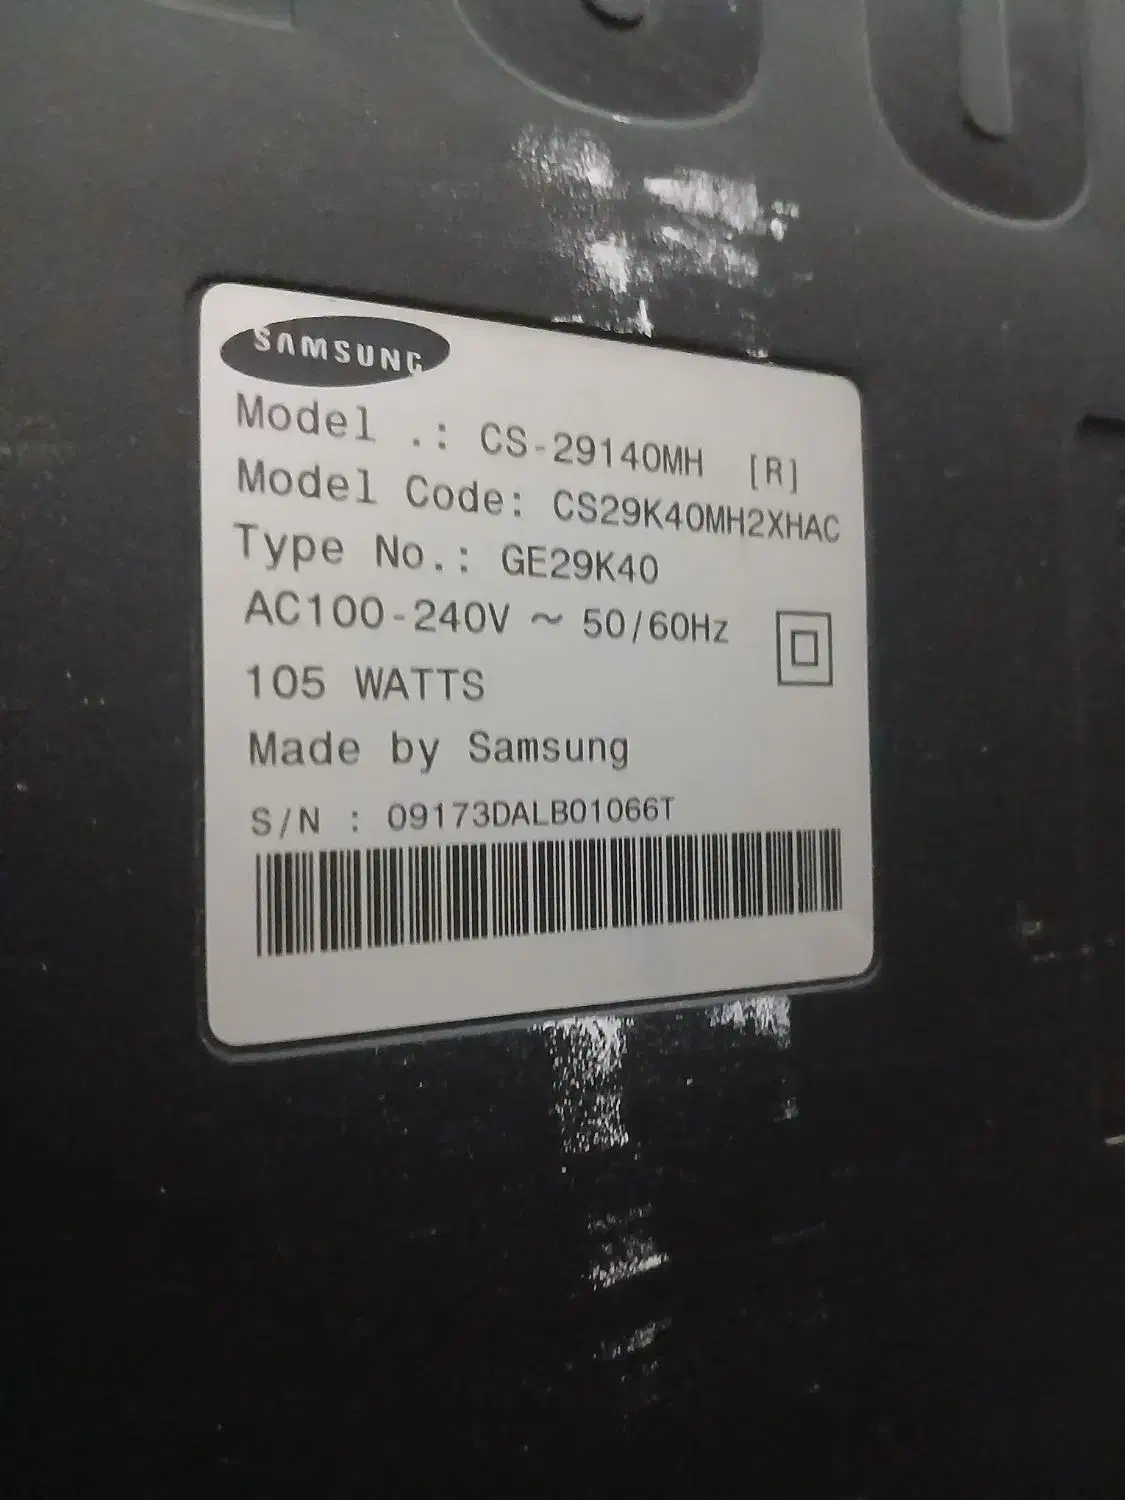 SAMSUNG
Model .: CS-29140MH [R]
Model Code: CS29K40MH2XHAC
Type No.: GE29K40
AC100-240V ~ 50/60Hz
105 WATTS
Made by Samsung
S/N : 09173DALB01066T